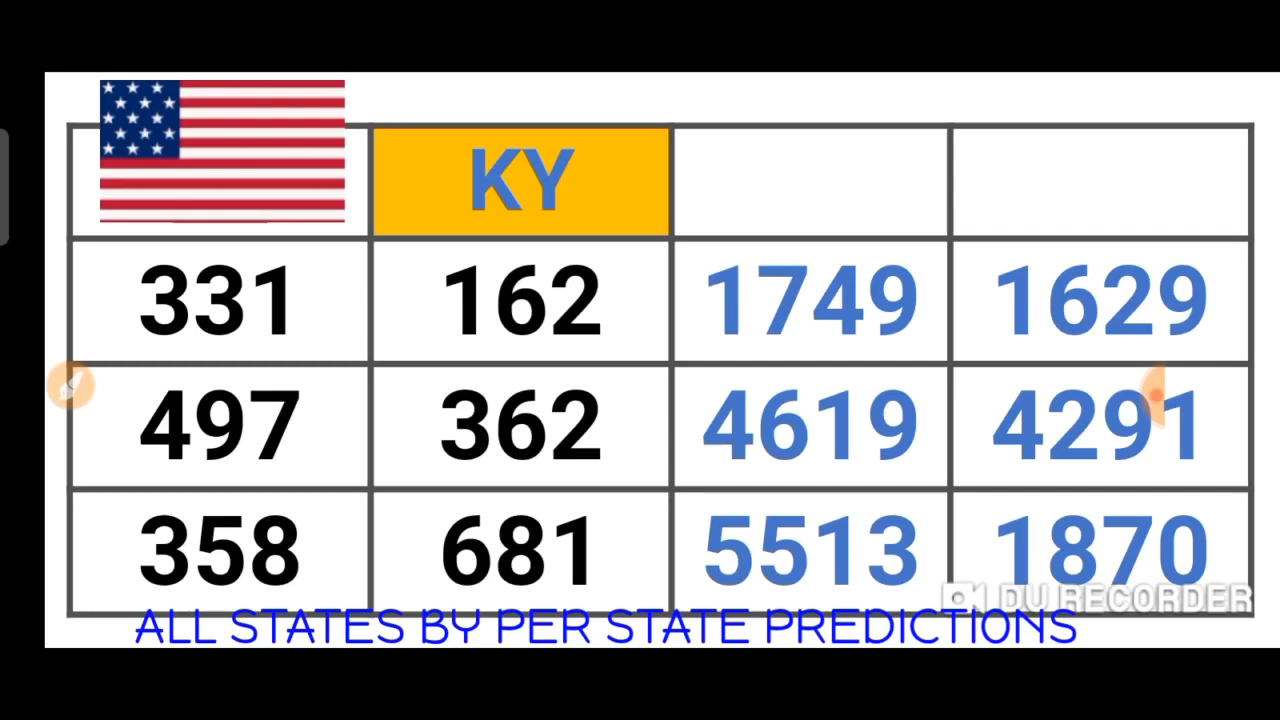 KY
331 162 1749 1629
497 362 4619 4291
358 681 5513 1870
DU RECORDER
ALL STATES BY PER STATE PREDICTIONS